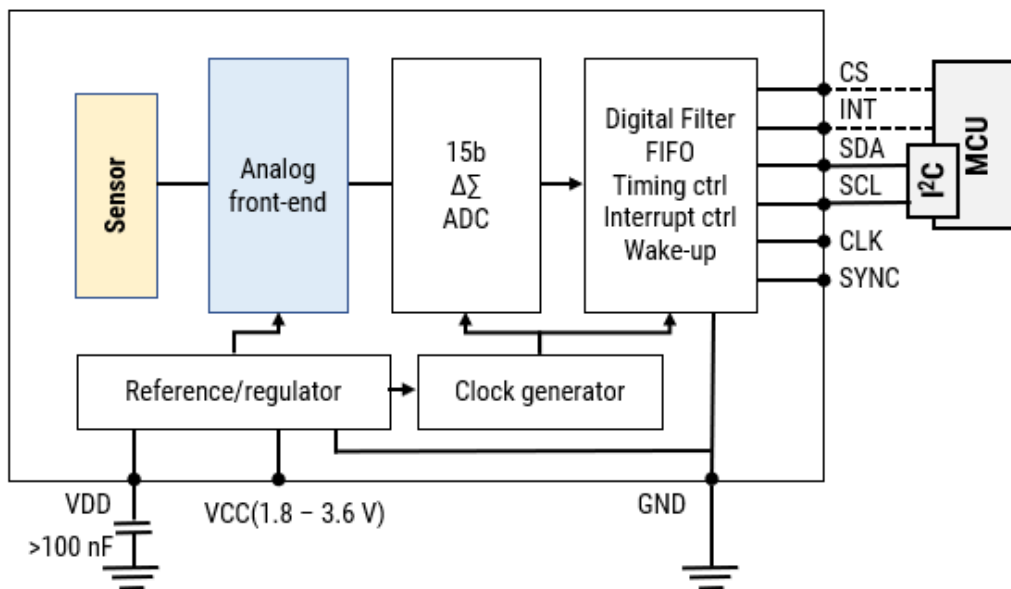 Sensor
Analog
front-end
15b
Δ∑
ADC
Digital Filter
FIFO
Timing ctrl
Interrupt ctrl
Wake-up
CS
INT
SDA
SCL
CLK
SYNC
I²C
MCU
Reference/regulator
Clock generator
VDD
>100 nF
VCC(1.8 – 3.6 V)
GND